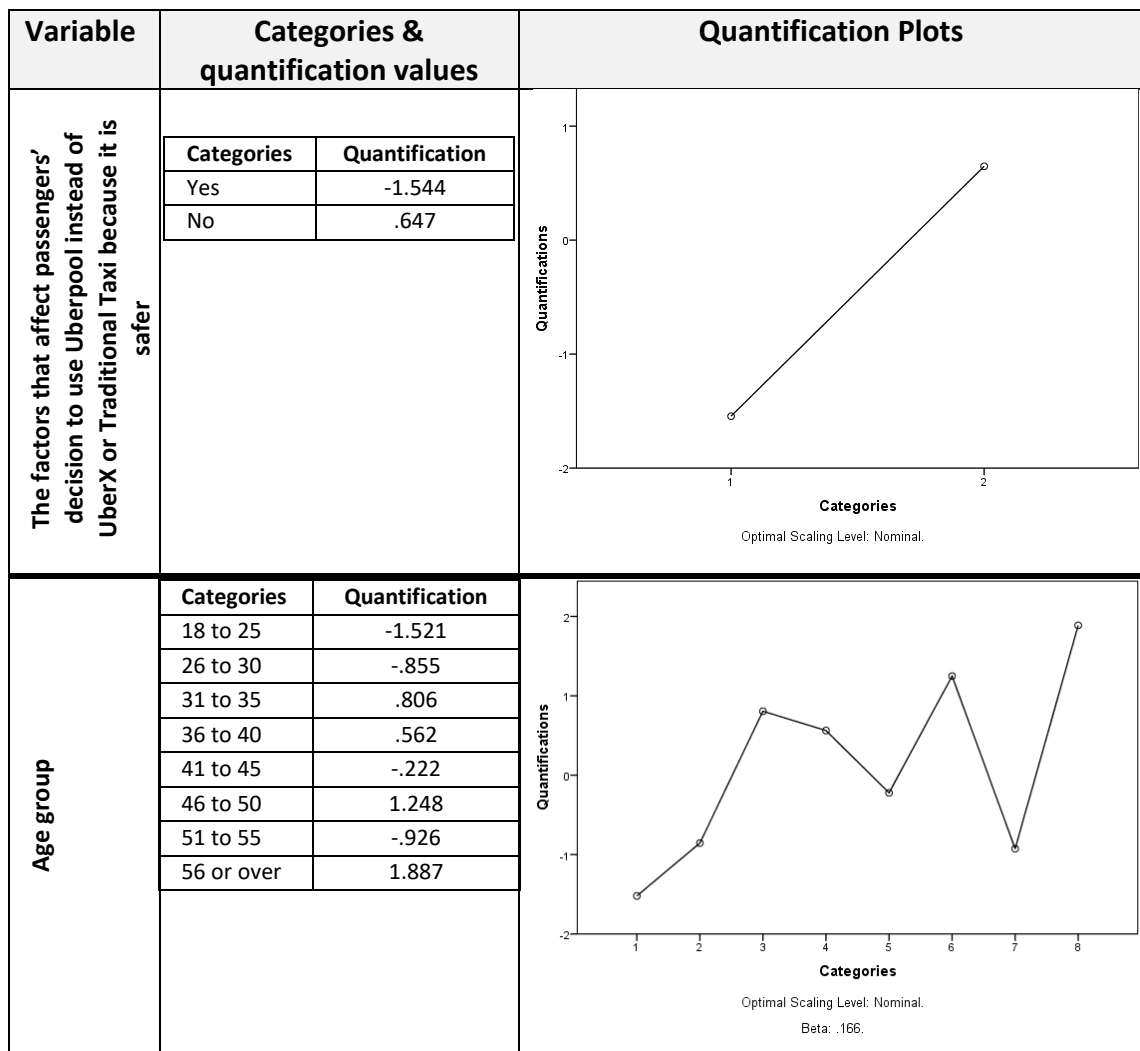 Variable
Categories &
quantification values
Quantification Plots
The factors that affect passengers'
decision to use Uberpool instead of
UberX or Traditional Taxi because it is
safer
Categories Quantification
Yes -1.544
No .647
Quantifications
1
0
-1
-2
1 2
Categories
Optimal Scaling Level: Nominal.
Age group
Categories Quantification
18 to 25 -1.521
26 to 30 -.855
31 to 35 .806
36 to 40 .562
41 to 45 -.222
46 to 50 1.248
51 to 55 -.926
56 or over 1.887
Quantifications
2
1
0
-1
-2
1 2 3 4 5 6 7 8
Categories
Optimal Scaling Level: Nominal.
Beta: .166.